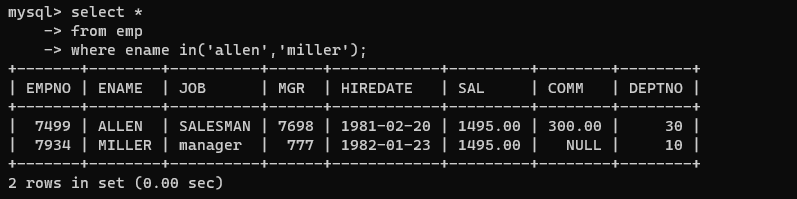 mysql> select *
    -> from emp
    -> where ename in('allen','miller');
+-------+--------+----------+------+------------+---------+--------+--------+
| EMPNO | ENAME  | JOB      | MGR  | HIREDATE   | SAL     | COMM   | DEPTNO |
+-------+--------+----------+------+------------+---------+--------+--------+
|  7499 | ALLEN  | SALESMAN | 7698 | 1981-02-20 | 1495.00 | 300.00 |     30 |
|  7934 | MILLER | manager  |  777 | 1982-01-23 | 1495.00 |   NULL |     10 |
+-------+--------+----------+------+------------+---------+--------+--------+
2 rows in set (0.00 sec)